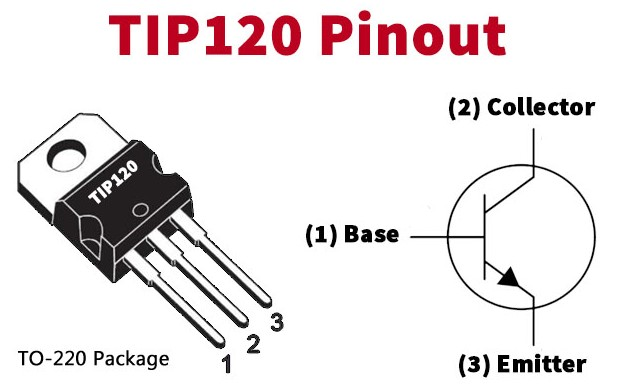 TIP120 Pinout
(2) Collector
TIP120
(1) Base
3
2
1
TO-220 Package
(3) Emitter